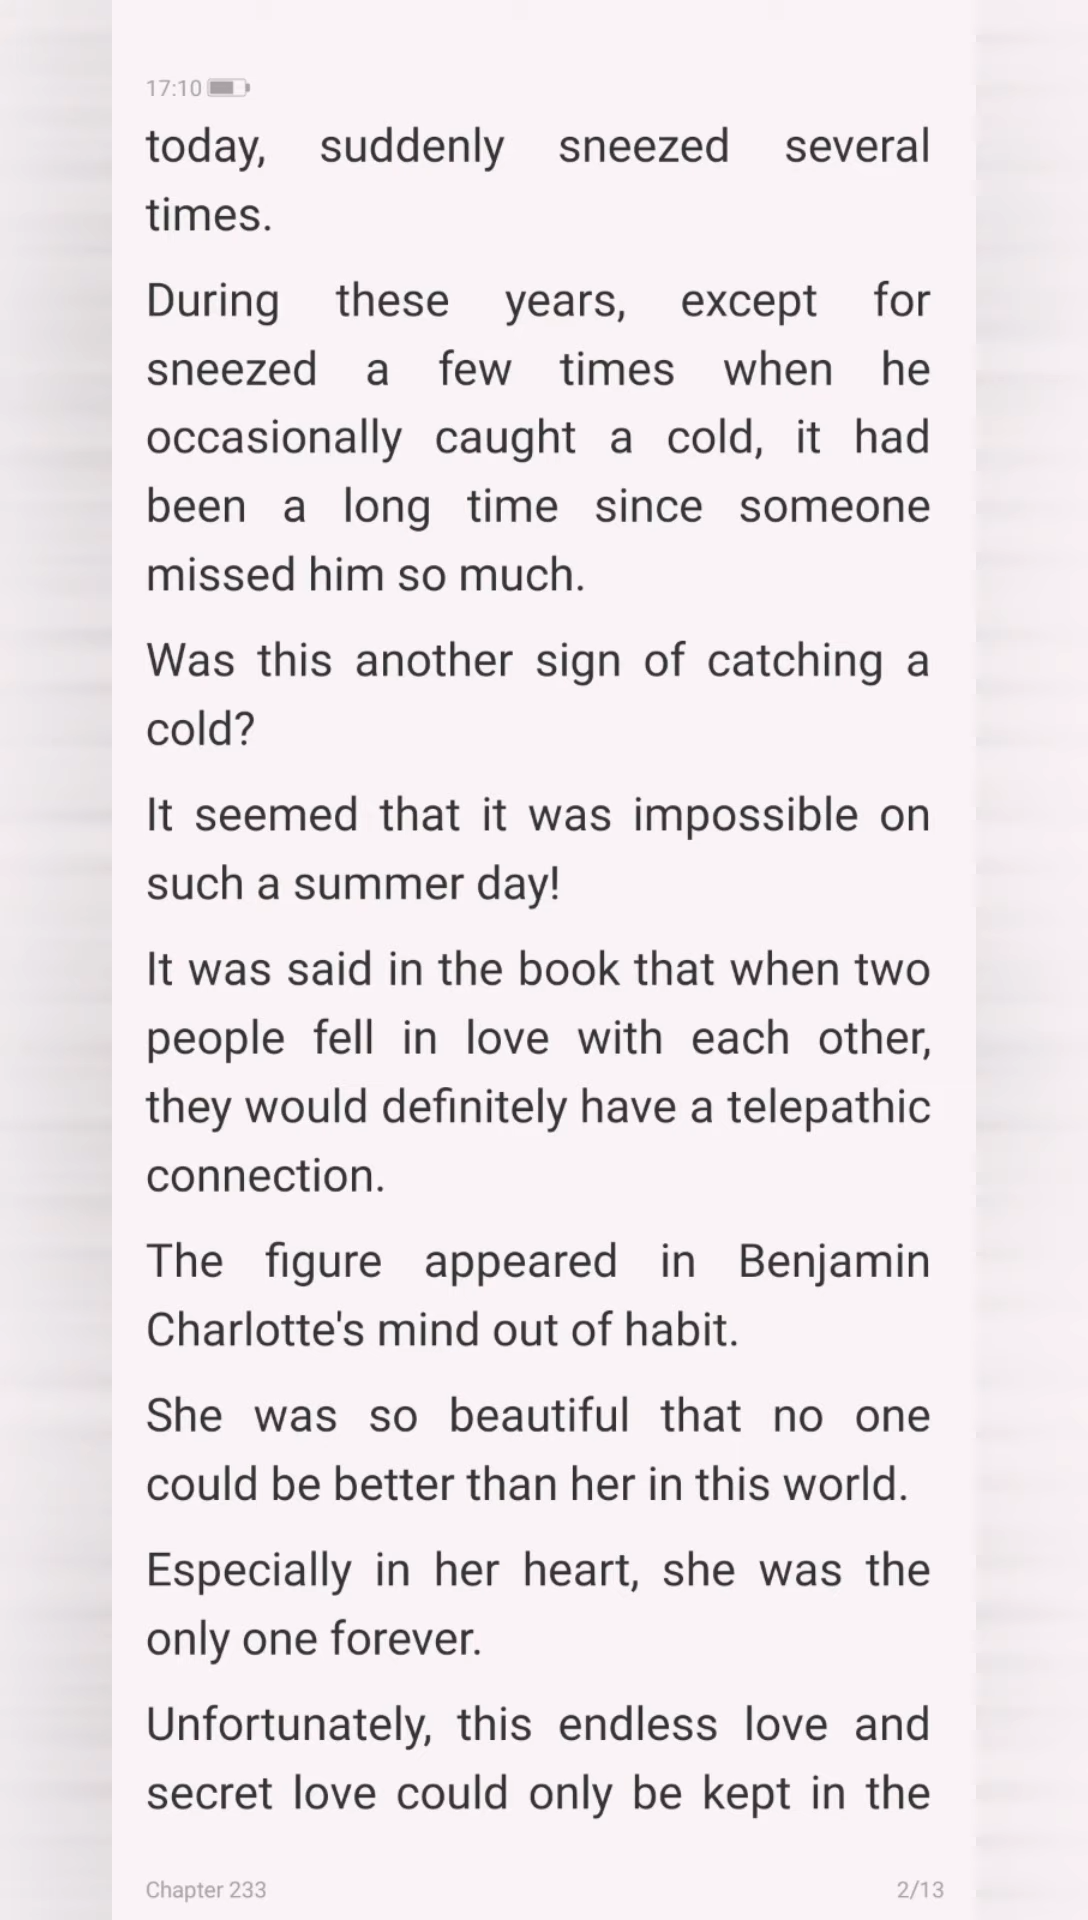 17:10
today, suddenly sneezed several
times.
During these years, except for
sneezed a few times when he
occasionally caught a cold, it had
been a long time since someone
missed him so much.
Was this another sign of catching a
cold?
It seemed that it was impossible on
such a summer day!
It was said in the book that when two
people fell in love with each other,
they would definitely have a telepathic
connection.
The figure appeared in Benjamin
Charlotte's mind out of habit.
She was so beautiful that no one
could be better than her in this world.
Especially in her heart, she was the
only one forever.
Unfortunately, this endless love and
secret love could only be kept in the
Chapter 233
2/13